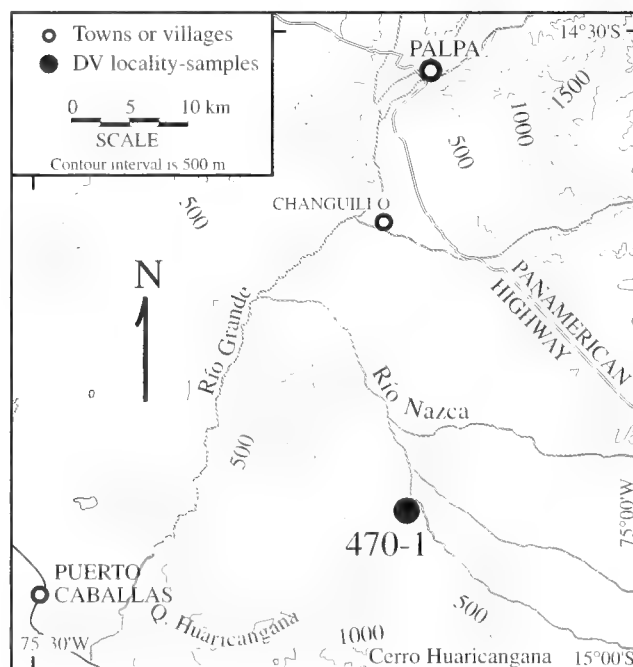 Towns or villages
DV locality-samples
0 5 10 km
SCALE
Contour interval is 500 m
14°30'S
PALPA
1500
1000
500
500
CHANGUILLO
N
PANAMERICAN
HIGHWAY
Río Grande
Río Nazca
500
470-1
75°00'W
PUERTO
CABALLAS
Q. Huaricangana
500
75°30'W
1000
15°00'S
Cerro Huaricangana